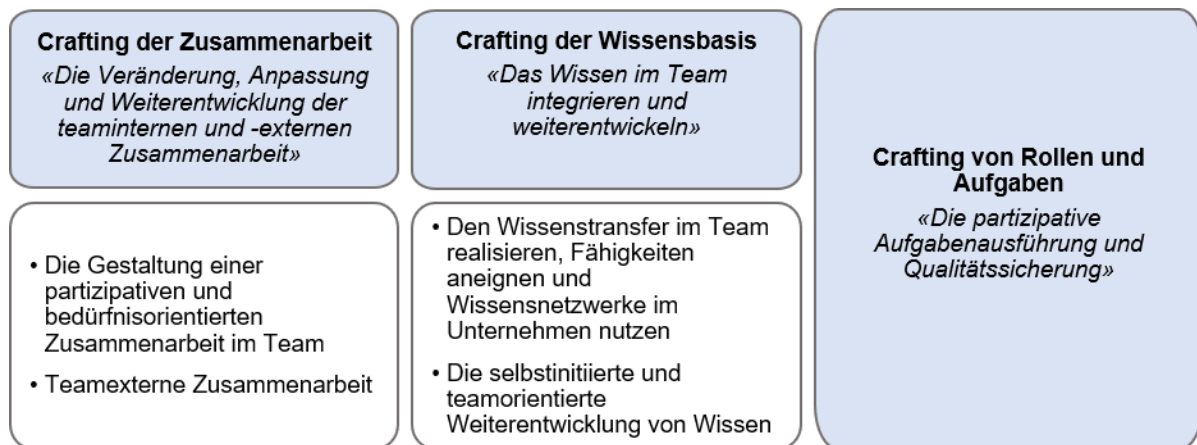 Crafting der Zusammenarbeit
«Die Veränderung, Anpassung
und Weiterentwicklung der
teaminternen und -externen
Zusammenarbeit»
• Die Gestaltung einer
partizipativen und
bedürfnisorientierten
Zusammenarbeit im Team
• Teamexterne Zusammenarbeit
Crafting der Wissensbasis
«Das Wissen im Team
integrieren und
weiterentwickeln»
• Den Wissenstransfer im Team
realisieren, Fähigkeiten
aneignen und
Wissensnetzwerke im
Unternehmen nutzen
• Die selbstinitiierte und
teamorientierte
Weiterentwicklung von Wissen
Crafting von Rollen und
Aufgaben
«Die partizipative
Aufgabenausführung und
Qualitätssicherung»